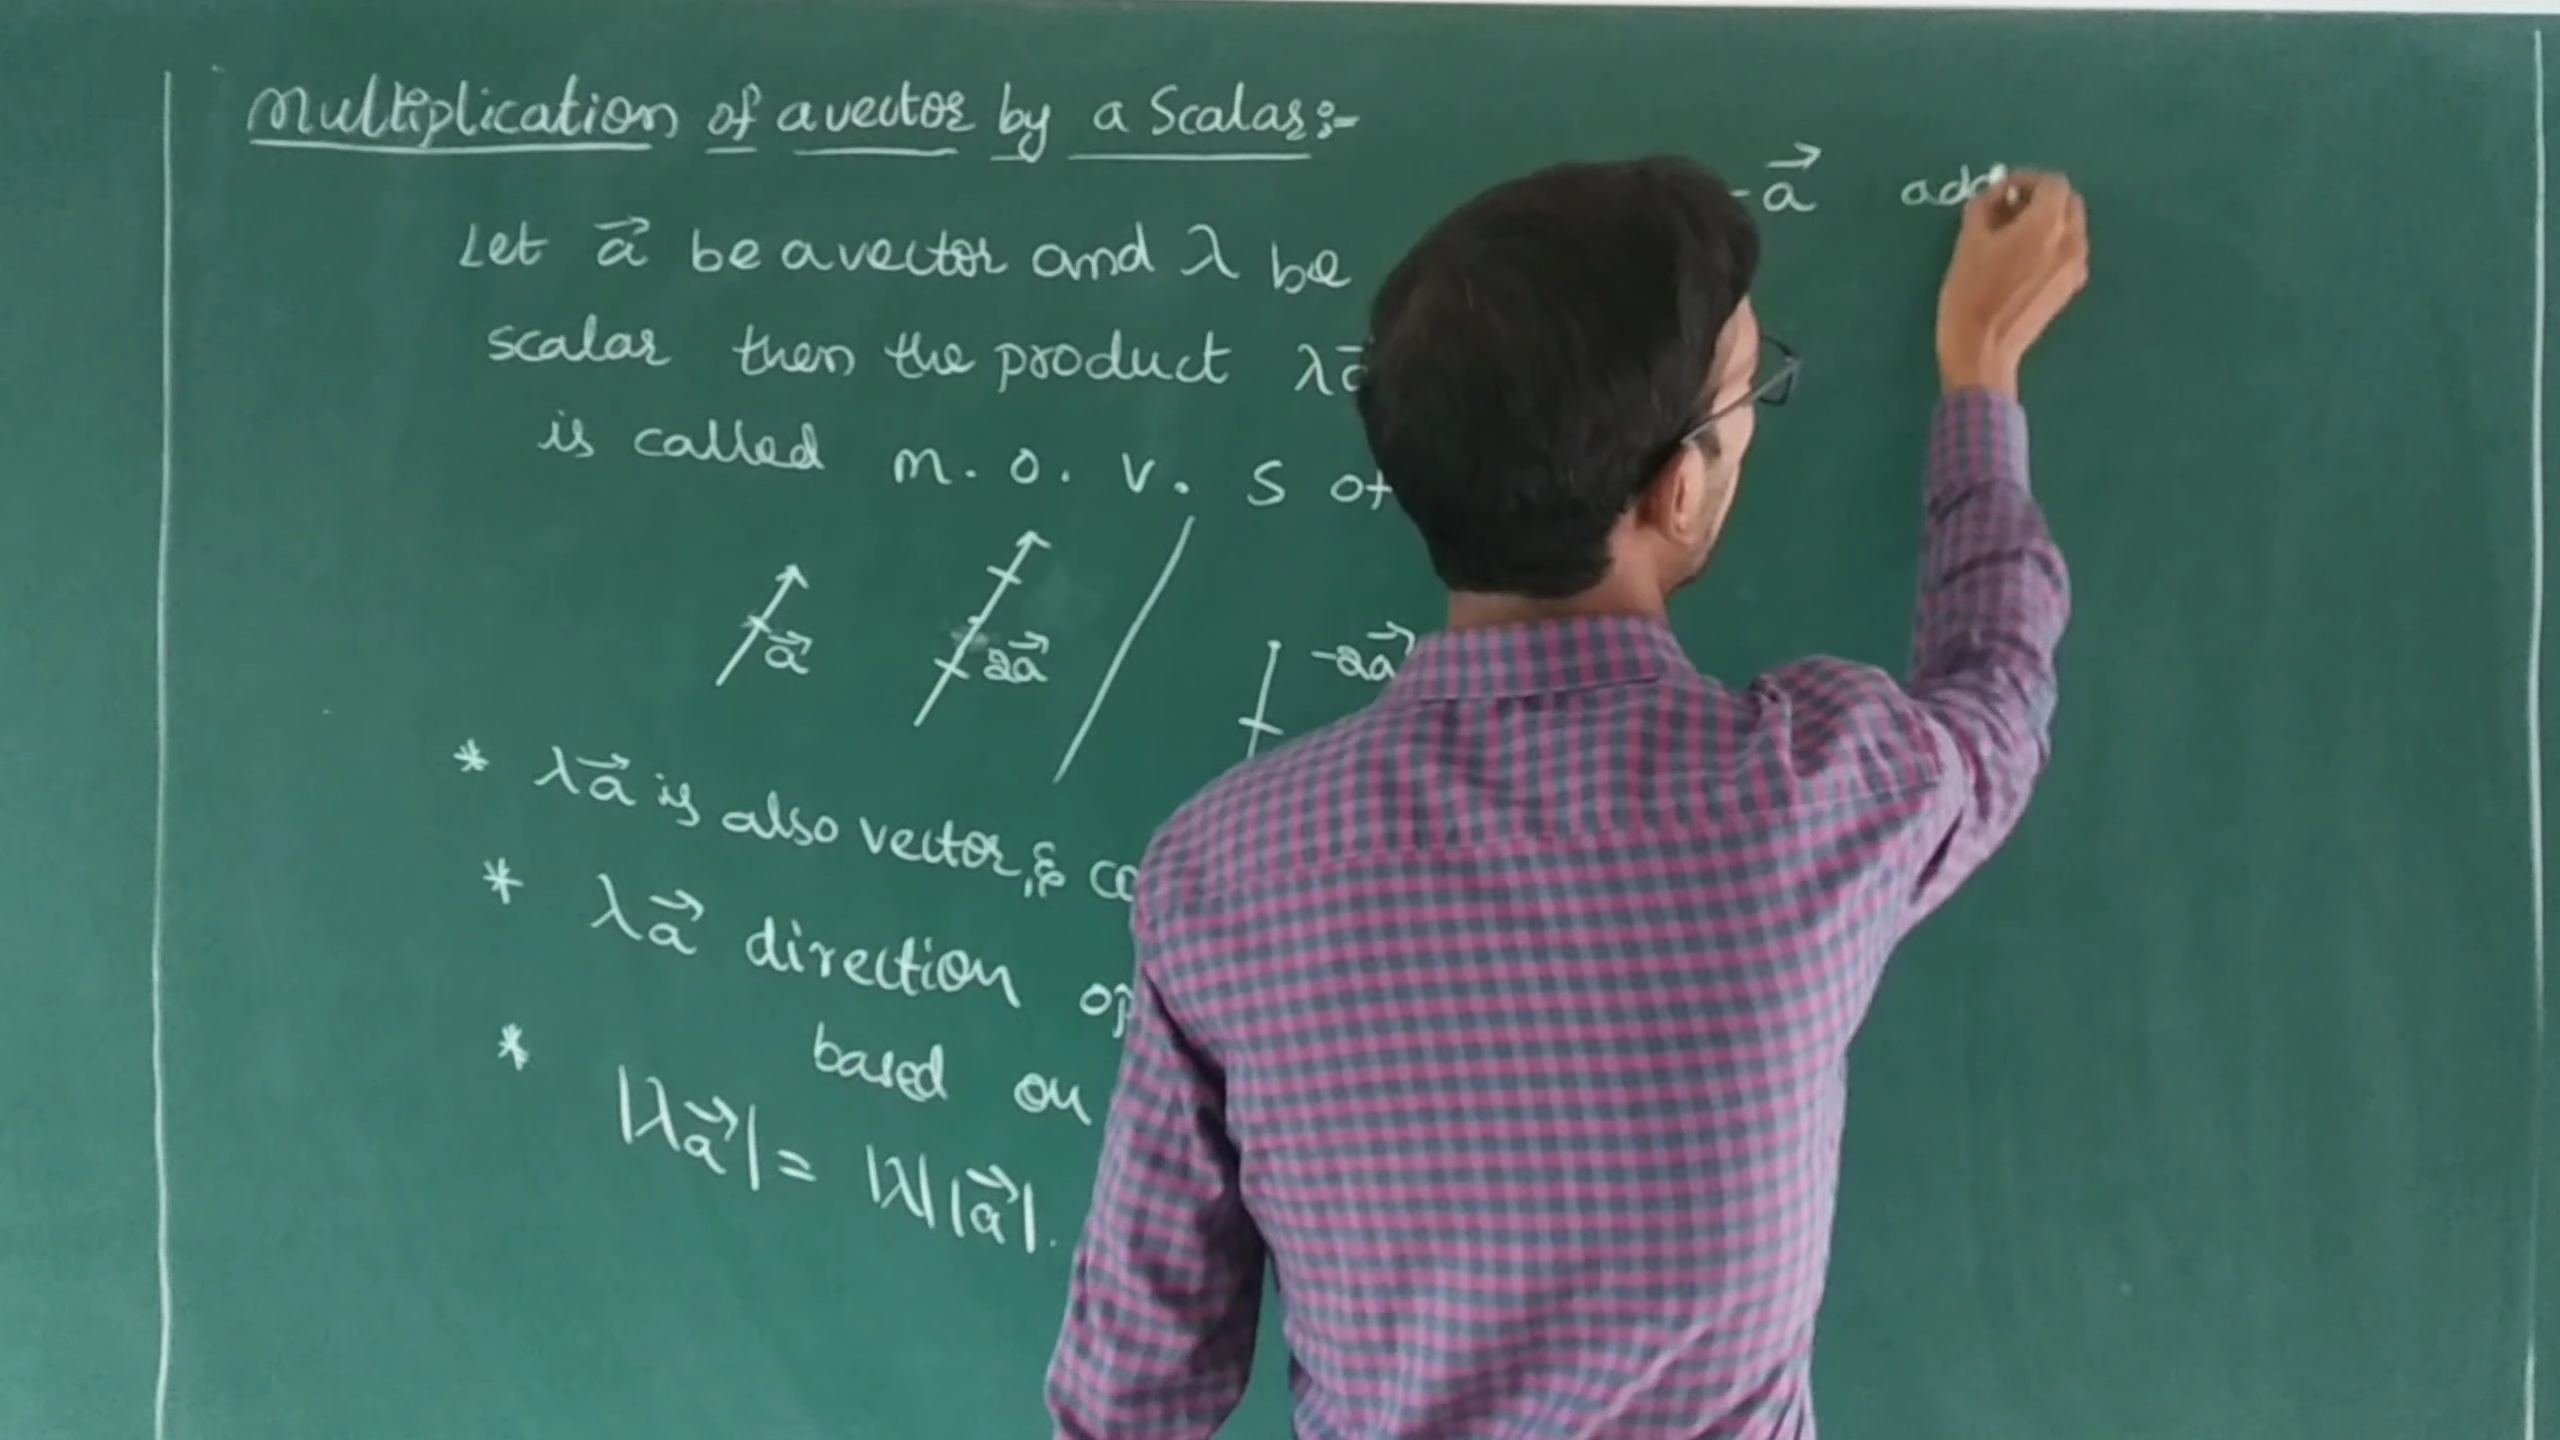 Multiplication of a vector by a Scalar:-
Let a⃗ be a vector and λ be
scalar then the product λa⃗
is called m. o. v. S
a⃗ 2a⃗ -2a⃗
* λa⃗ is also vector, &
* λa⃗ direction
based on
* |λa⃗| = |λ| |a⃗|.
-a⃗ add